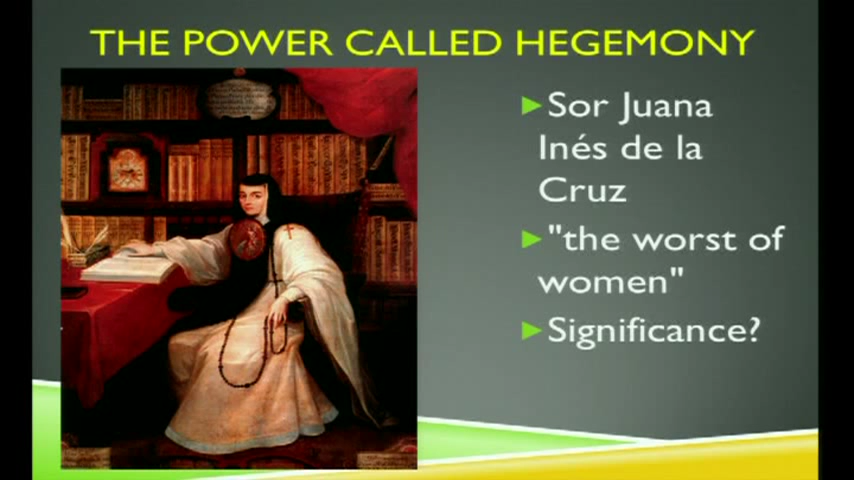 THE POWER CALLED HEGEMONY
▶Sor Juana
Inés de la
Cruz
▶"the worst of
women"
▶Significance?